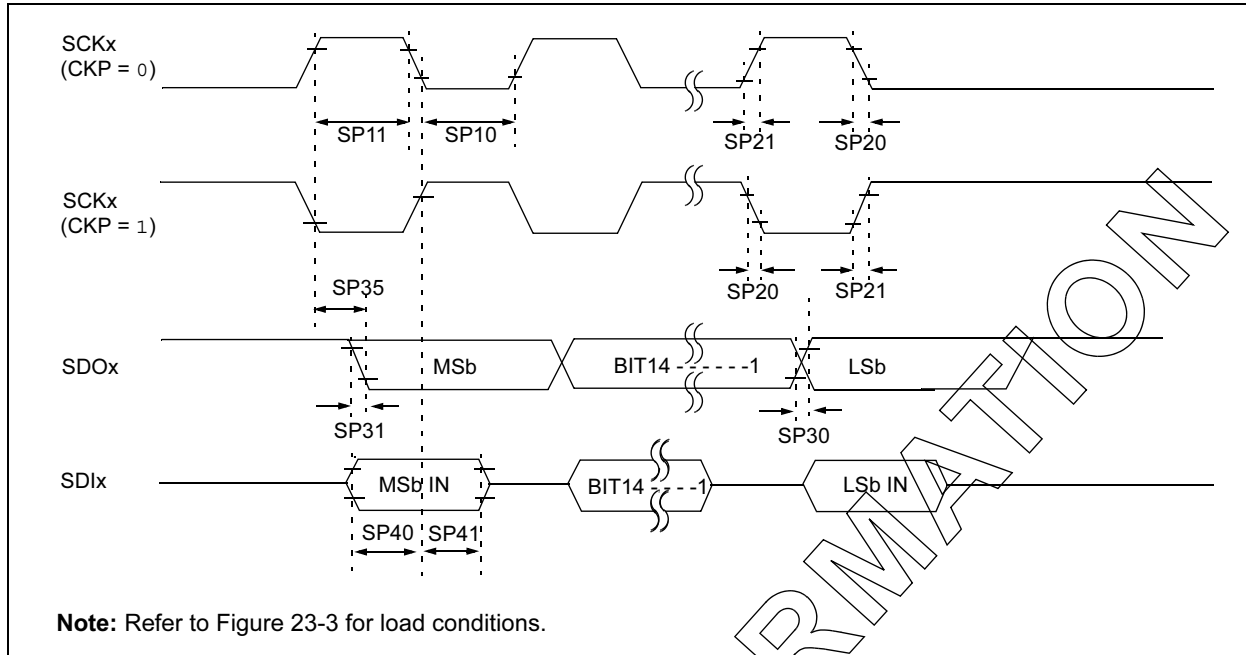 SCKx
(CKP = 0)
SP11
SP10
SP21
SP20
SCKx
(CKP = 1)
SP35
SP20
SP21
SDOx
MSb
BIT14 - - - - - -1
LSb
SP31
SP30
SDIx
MSb IN
BIT14 - - - -1
LSb IN
SP40
SP41
Note: Refer to Figure 23-3 for load conditions.
RMATION